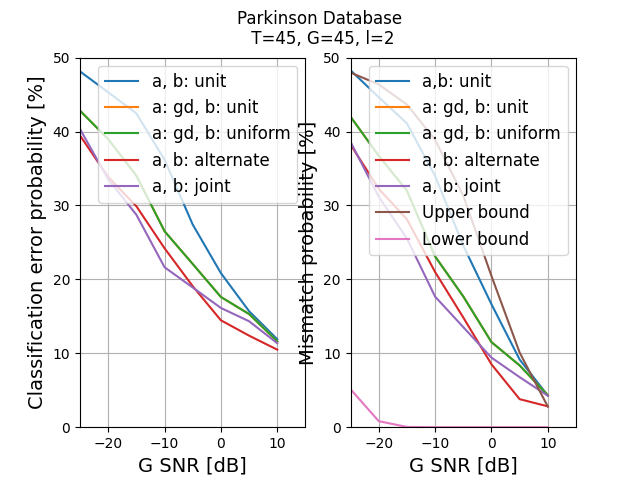 Parkinson Database
T=45, G=45, l=2
Classification error probability [%]
50
40
30
20
10
0
−20
−10
0
10
G SNR [dB]
a, b: unit
a: gd, b: unit
a: gd, b: uniform
a, b: alternate
a, b: joint
Mismatch probability [%]
50
40
30
20
10
0
−20
−10
0
10
G SNR [dB]
a,b: unit
a: gd, b: unit
a: gd, b: uniform
a, b: alternate
a, b: joint
Upper bound
Lower bound